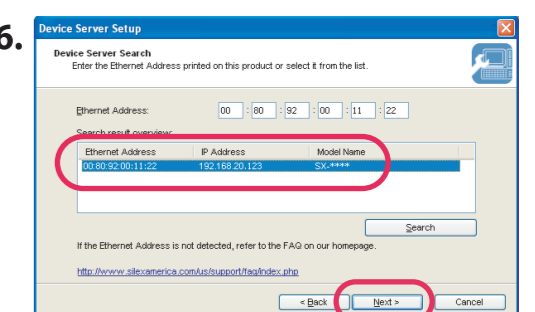 6.
Device Server Setup
Device Server Search
Enter the Ethernet Address printed on this product or select it from the list.
Ethernet Address: 00 : 80 : 92 : 00 : 11 : 22
Search result overview:
Ethernet Address IP Address Model Name
00:80:92:00:11:22 192.168.20.123 SX-****
Search
If the Ethernet Address is not detected, refer to the FAQ on our homepage.
http://www.silexamerica.com/us/support/faq/index.php
< Back Next > Cancel